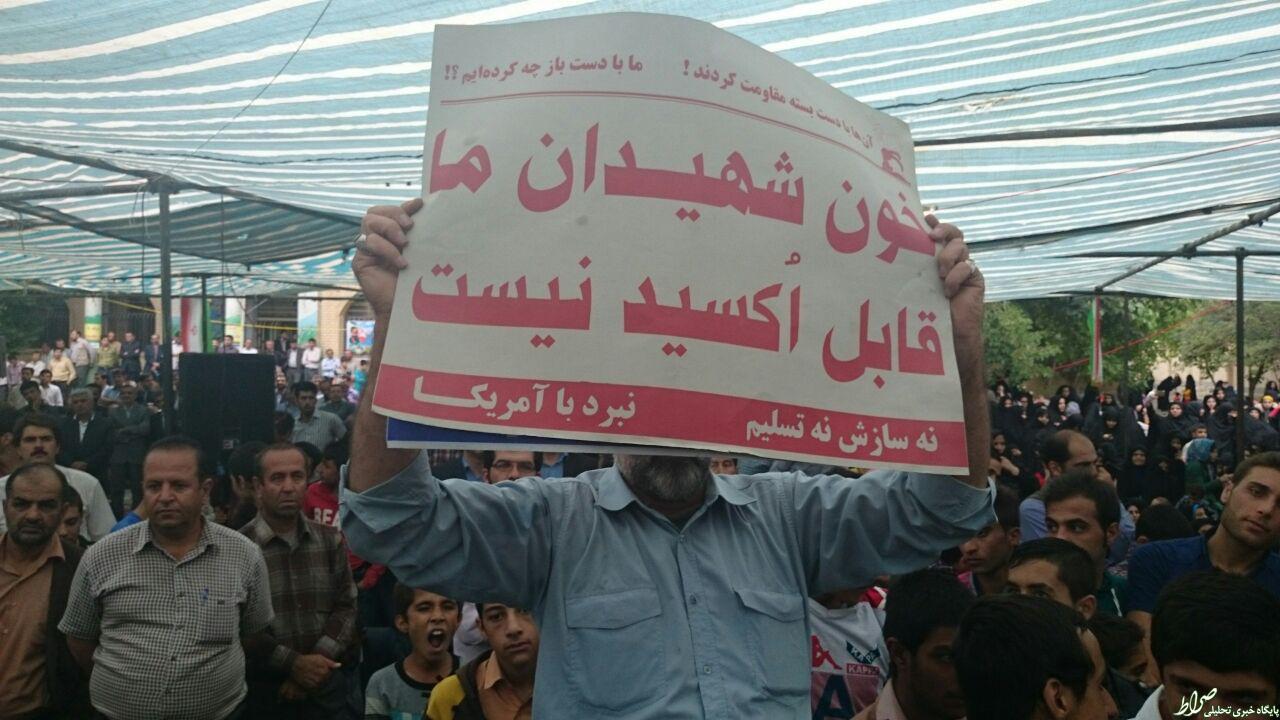 آن‌ها با دست بسته مقاومت کردند !
ما با دست باز چه کرده‌ایم ؟!
خون شهیدان ما
قابل اُکسید نیست
نه سازش نه تسلیم نبرد با آمریکا
KAPPA
صراط
پایگاه خبری تحلیلی